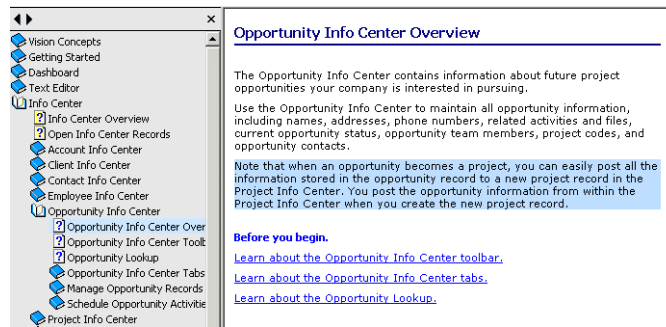 Vision Concepts
Getting Started
Dashboard
Text Editor
Info Center
Info Center Overview
Open Info Center Records
Account Info Center
Client Info Center
Contact Info Center
Employee Info Center
Opportunity Info Center
Opportunity Info Center Over
Opportunity Info Center Toolb
Opportunity Lookup
Opportunity Info Center Tabs
Manage Opportunity Records
Schedule Opportunity Activitie
Project Info Center
Opportunity Info Center Overview
The Opportunity Info Center contains information about future project
opportunities your company is interested in pursuing.
Use the Opportunity Info Center to maintain all opportunity information,
including names, addresses, phone numbers, related activities and files,
current opportunity status, opportunity team members, project codes, and
opportunity contacts.
Note that when an opportunity becomes a project, you can easily post all the
information stored in the opportunity record to a new project record in the
Project Info Center. You post the opportunity information from within the
Project Info Center when you create the new project record.
Before you begin.
Learn about the Opportunity Info Center toolbar.
Learn about the Opportunity Info Center tabs.
Learn about the Opportunity Lookup.